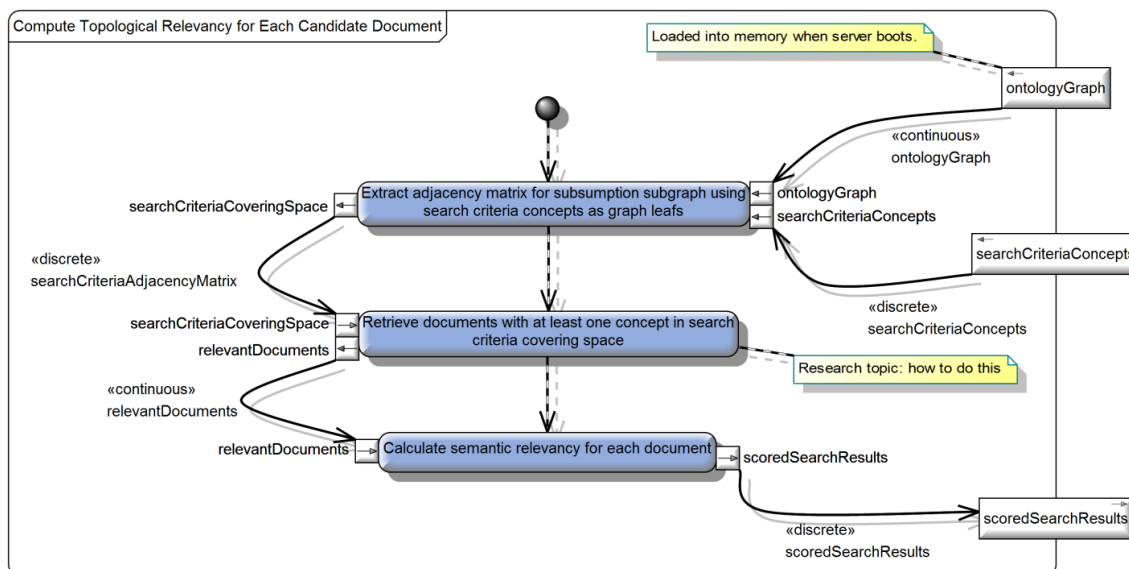 Compute Topological Relevancy for Each Candidate Document
Loaded into memory when server boots.
ontologyGraph
«continuous»
ontologyGraph
Extract adjacency matrix for subsumption subgraph using
search criteria concepts as graph leafs
ontologyGraph
searchCriteriaConcepts
searchCriteriaCoveringSpace
searchCriteriaConcepts
«discrete»
searchCriteriaAdjacencyMatrix
«discrete»
searchCriteriaConcepts
searchCriteriaCoveringSpace
Retrieve documents with at least one concept in search
criteria covering space
relevantDocuments
Research topic: how to do this
«continuous»
relevantDocuments
relevantDocuments
Calculate semantic relevancy for each document
scoredSearchResults
scoredSearchResults
«discrete»
scoredSearchResults